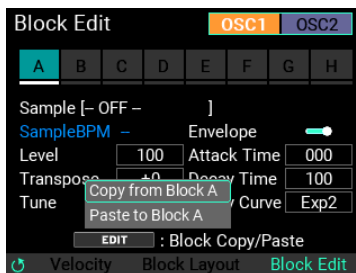 Block Edit OSC1 OSC2
A B C D E F G H
Sample [-- OFF -- ]
SampleBPM -- Envelope
Level 100 Attack Time 000
Transpose ±0 Decay Time 100
Copy from Block A
Tune Curve Exp2
Paste to Block A
EDIT : Block Copy/Paste
Velocity Block Layout Block Edit